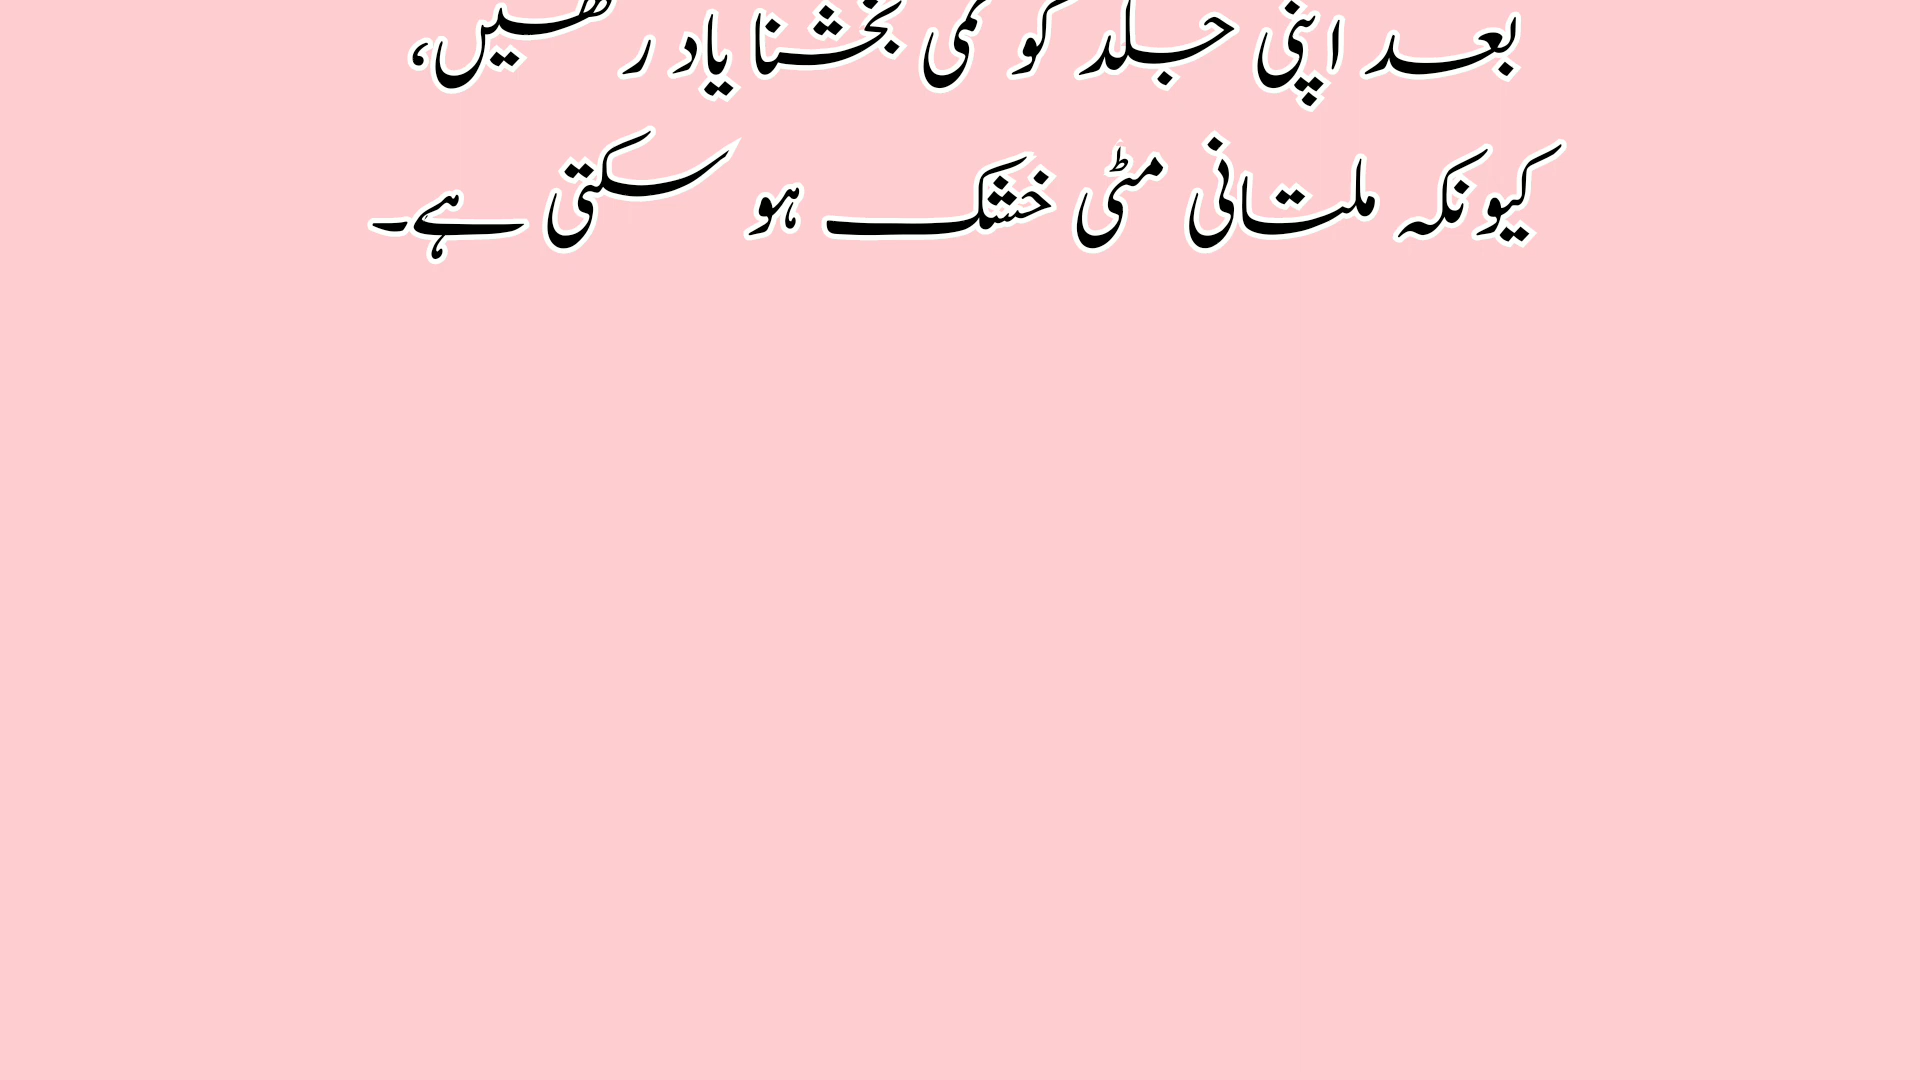 بعد اپنی جلد کو نمی بخشنا یاد رکھیں،
کیونکہ ملتانی مٹی خشک ہو سکتی ہے۔